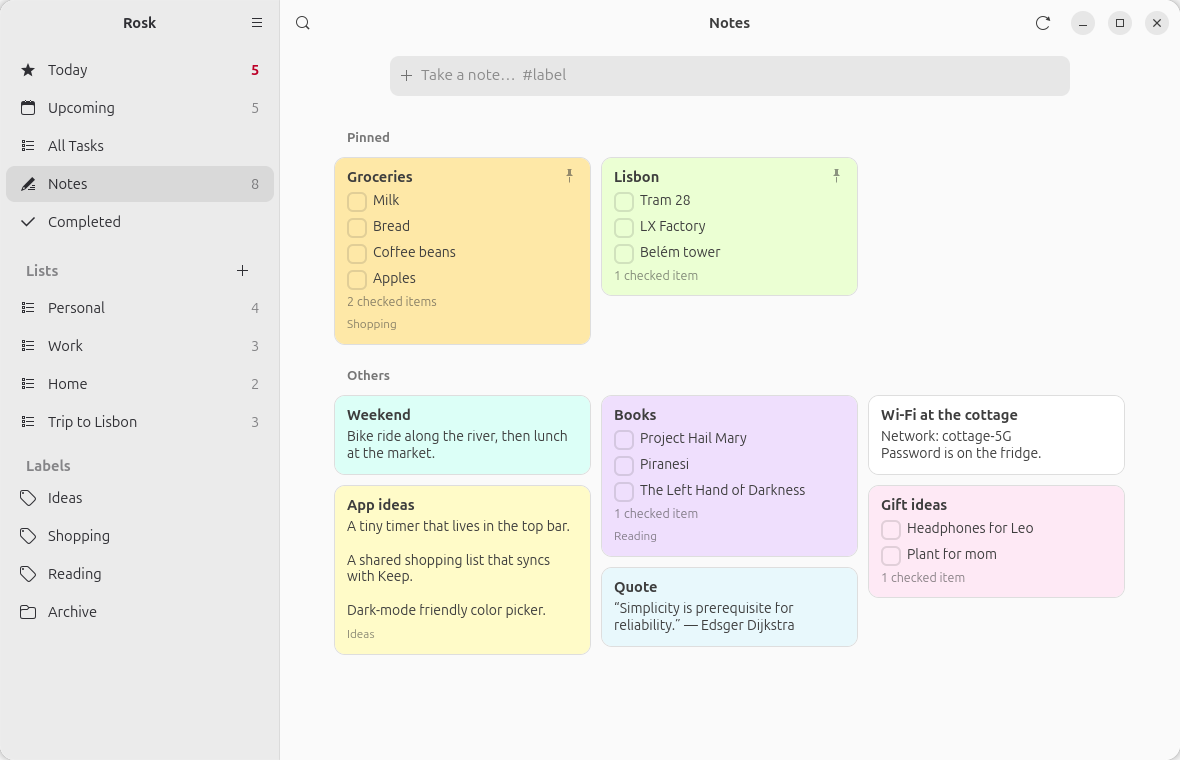 Rosk
Notes
Today 5
Upcoming 5
All Tasks
Notes 8
Completed
Lists
Personal 4
Work 3
Home 2
Trip to Lisbon 3
Labels
Ideas
Shopping
Reading
Archive
Take a note… #label
Pinned
Groceries
Milk
Bread
Coffee beans
Apples
2 checked items
Shopping
Lisbon
Tram 28
LX Factory
Belém tower
1 checked item
Others
Weekend
Bike ride along the river, then lunch
at the market.
App ideas
A tiny timer that lives in the top bar.
A shared shopping list that syncs
with Keep.
Dark-mode friendly color picker.
Ideas
Books
Project Hail Mary
Piranesi
The Left Hand of Darkness
1 checked item
Reading
Quote
“Simplicity is prerequisite for
reliability.” — Edsger Dijkstra
Wi-Fi at the cottage
Network: cottage-5G
Password is on the fridge.
Gift ideas
Headphones for Leo
Plant for mom
1 checked item